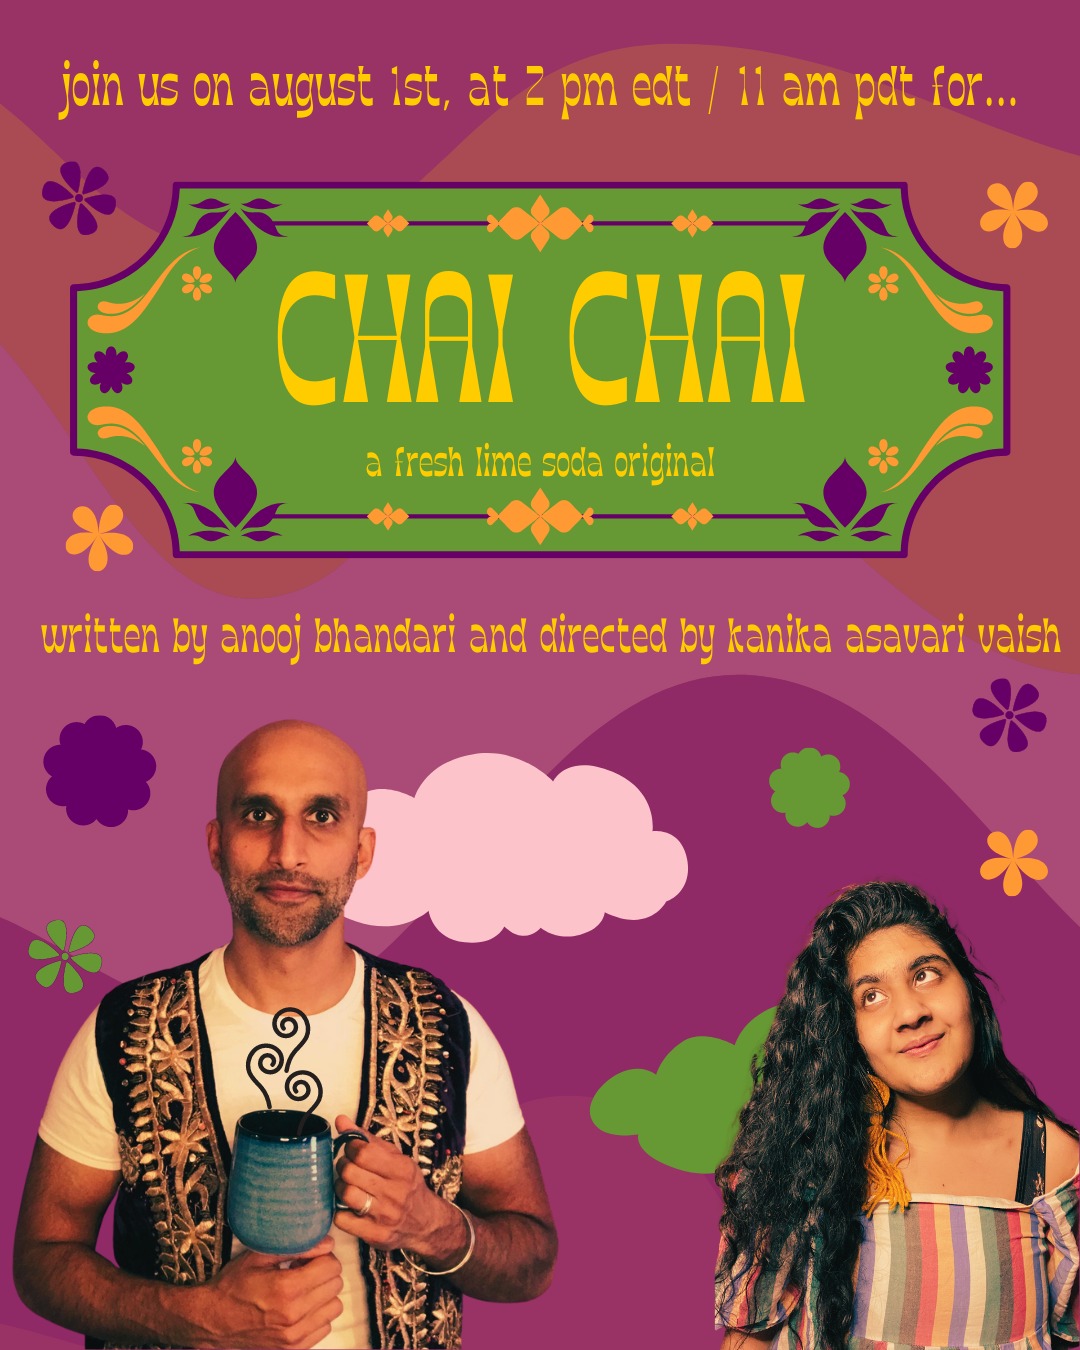 join us on august 1st, at 2 pm edt / 11 am pdt for...
CHAI CHAI
a fresh lime soda original
written by anooj bhandari and directed by kanika asavari vaish